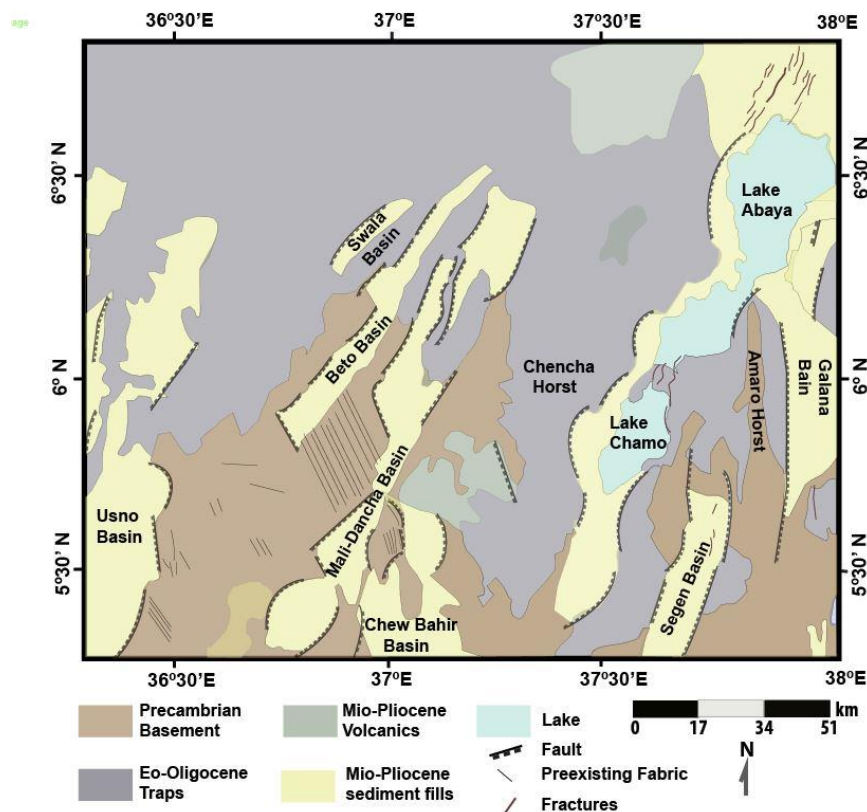 age
36°30'E 37°E 37°30'E 38°E
6°30' N
6°30' N
Lake
Abaya
Swala
Basin
Beto Basin
6°N
6°N
Chencha
Horst
Amaro Horst
Galana
Bain
Lake
Chamo
Mali-Dancha Basin
Usno
Basin
5°30' N
5°30' N
Segen Basin
Chew Bahir
Basin
36°30'E 37°E 37°30'E 38°E
Precambrian
Basement
Mio-Pliocene
Volcanics
Lake
km
0 17 34 51
Fault
N
Preexisting Fabric
Eo-Oligocene
Traps
Mio-Pliocene
sediment fills
Fractures